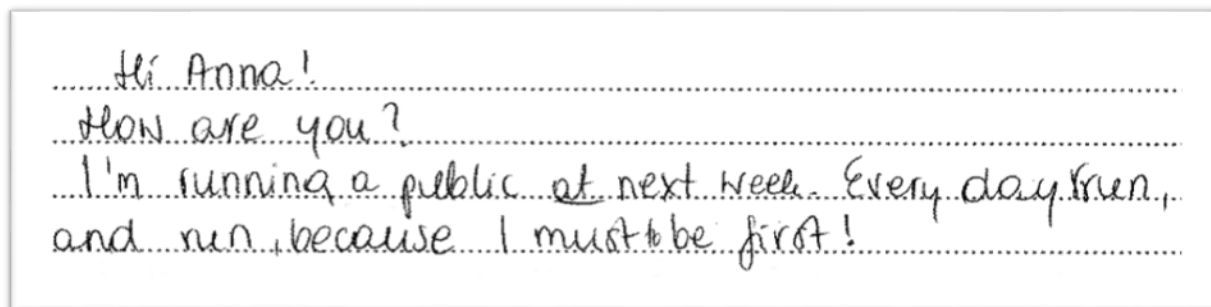 Hi Anna!
How are you?
I'm running a public at next week. Every day run,
and run, because I must to be first!